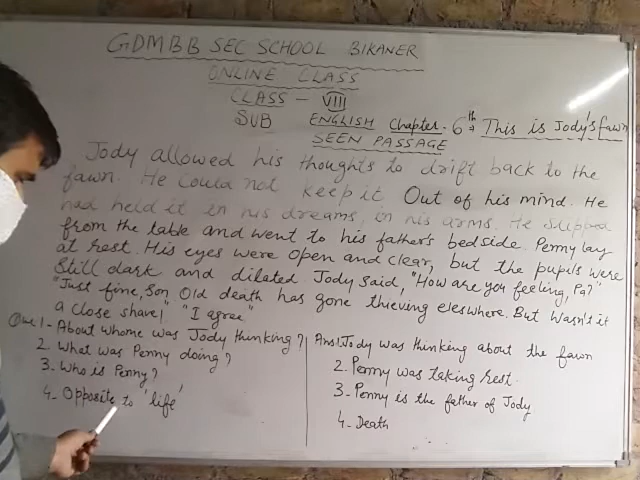 GDMBB SEC SCHOOL BIKANER
ONLINE CLASS
CLASS - VIII
SUB ENGLISH Chapter - 6th : This is Jody's fawn
SEEN PASSAGE
Jody allowed his thoughts to drift back to the
fawn. He could not keep it out of his mind. He
had held it in his dreams, in his arms. He slipped
from the table and went to his father's bedside. Penny lay
at rest. His eyes were open and clear, but the pupils were
still dark and dilated. Jody said, "How are you feeling, Pa?"
"Just fine, Son. Old death has gone thieving eleswhere. But wasn't it
a close shave! "I agree"
Que 1- About whome was Jody thinking?
2. What was Penny doing?
3. Who is Penny?
4- Opposite to 'life'
Ans1 Jody was thinking about the fawn
2. Penny was taking rest.
3- Penny is the father of Jody
4- Death